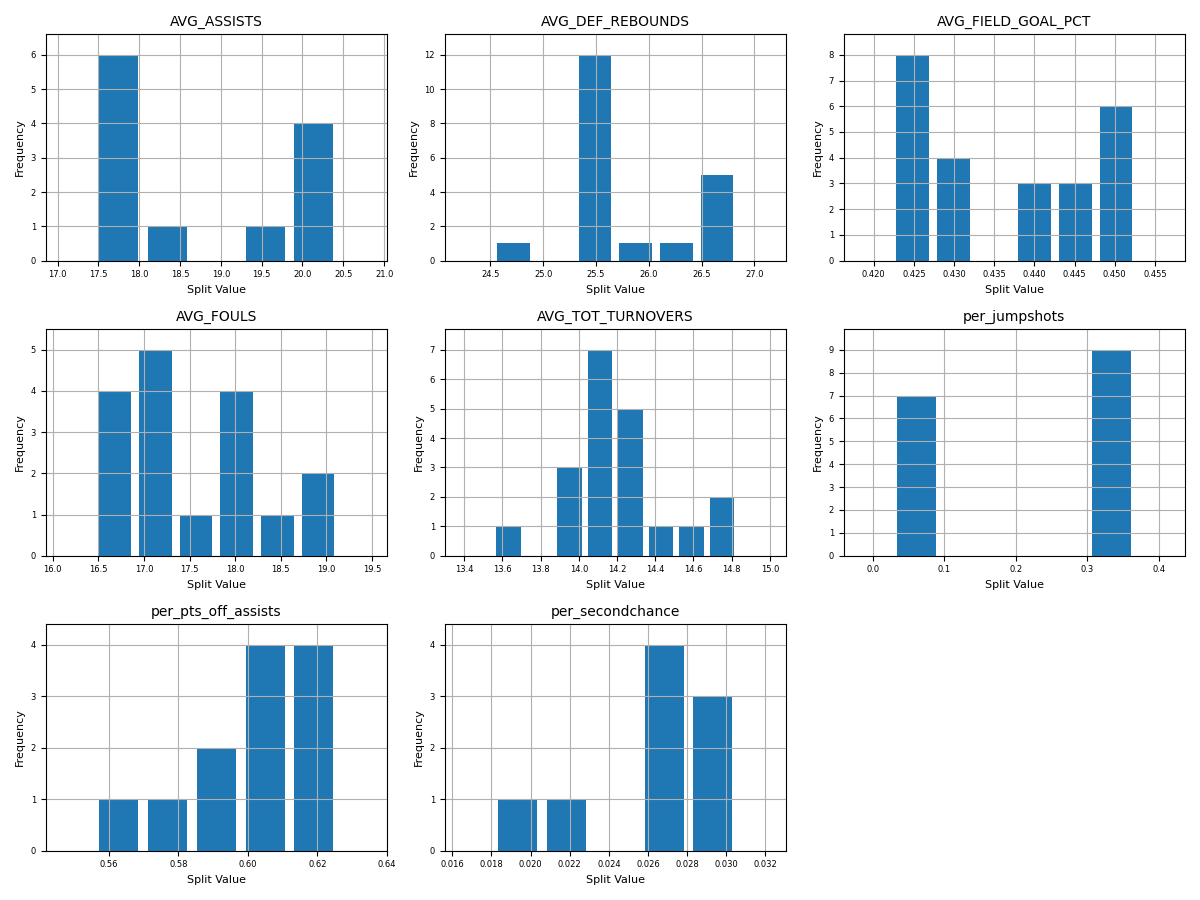 AVG_ASSISTS
6
5
4
3
2
1
0
Frequency
17.0 17.5 18.0 18.5 19.0 19.5 20.0 20.5 21.0
Split Value
AVG_DEF_REBOUNDS
12
10
8
6
4
2
0
Frequency
24.5 25.0 25.5 26.0 26.5 27.0
Split Value
AVG_FIELD_GOAL_PCT
8
7
6
5
4
3
2
1
0
Frequency
0.420 0.425 0.430 0.435 0.440 0.445 0.450 0.455
Split Value
AVG_FOULS
5
4
3
2
1
0
Frequency
16.0 16.5 17.0 17.5 18.0 18.5 19.0 19.5
Split Value
AVG_TOT_TURNOVERS
7
6
5
4
3
2
1
0
Frequency
13.4 13.6 13.8 14.0 14.2 14.4 14.6 14.8 15.0
Split Value
per_jumpshots
9
8
7
6
5
4
3
2
1
0
Frequency
0.0 0.1 0.2 0.3 0.4
Split Value
per_pts_off_assists
4
3
2
1
0
Frequency
0.56 0.58 0.60 0.62 0.64
Split Value
per_secondchance
4
3
2
1
0
Frequency
0.016 0.018 0.020 0.022 0.024 0.026 0.028 0.030 0.032
Split Value